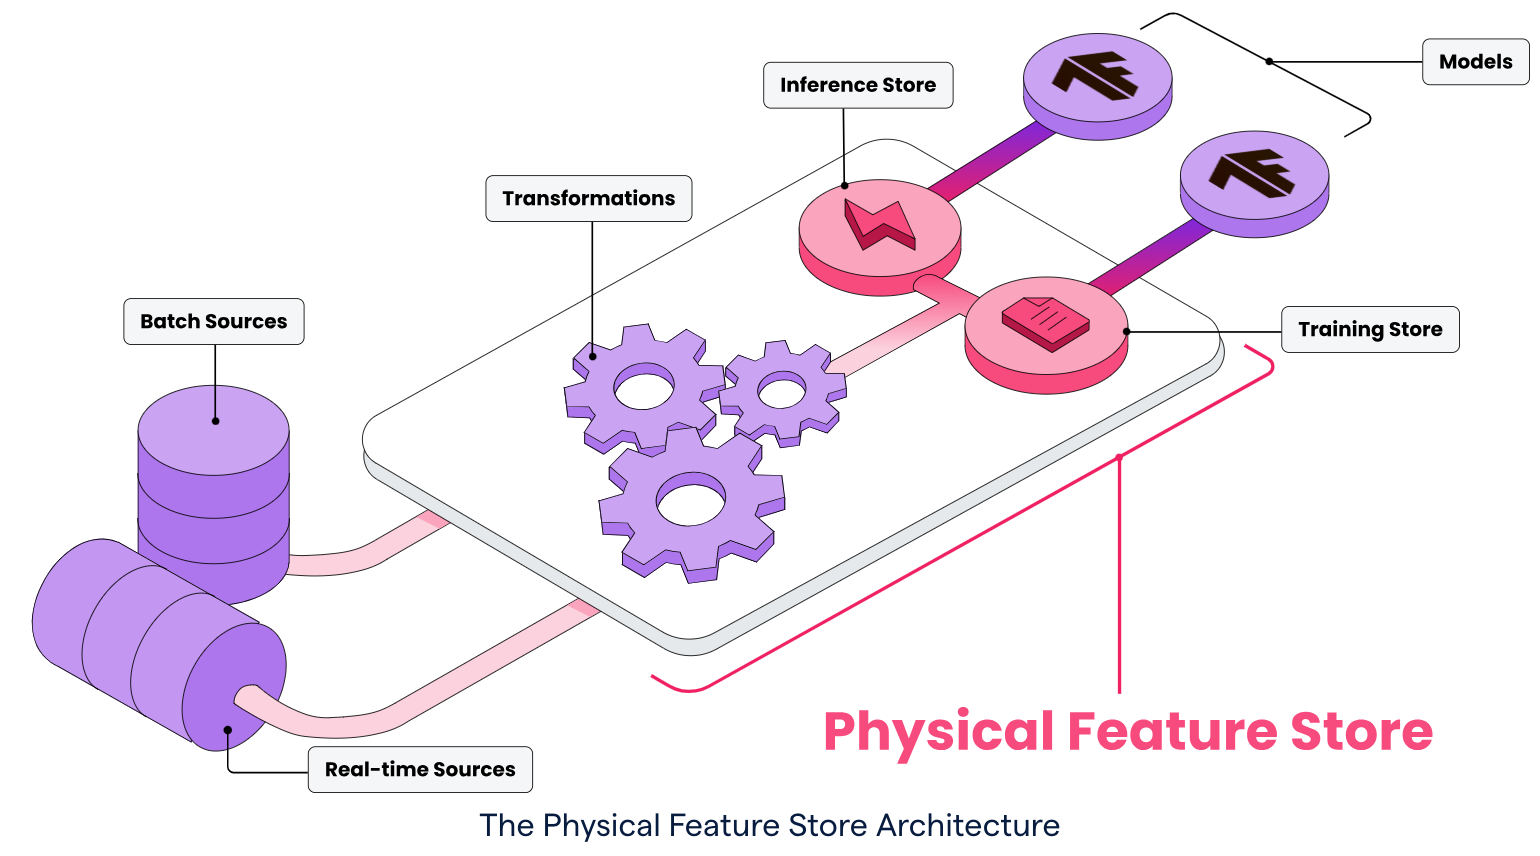 Models
Inference Store
Transformations
Batch Sources
Training Store
Physical Feature Store
Real-time Sources
The Physical Feature Store Architecture